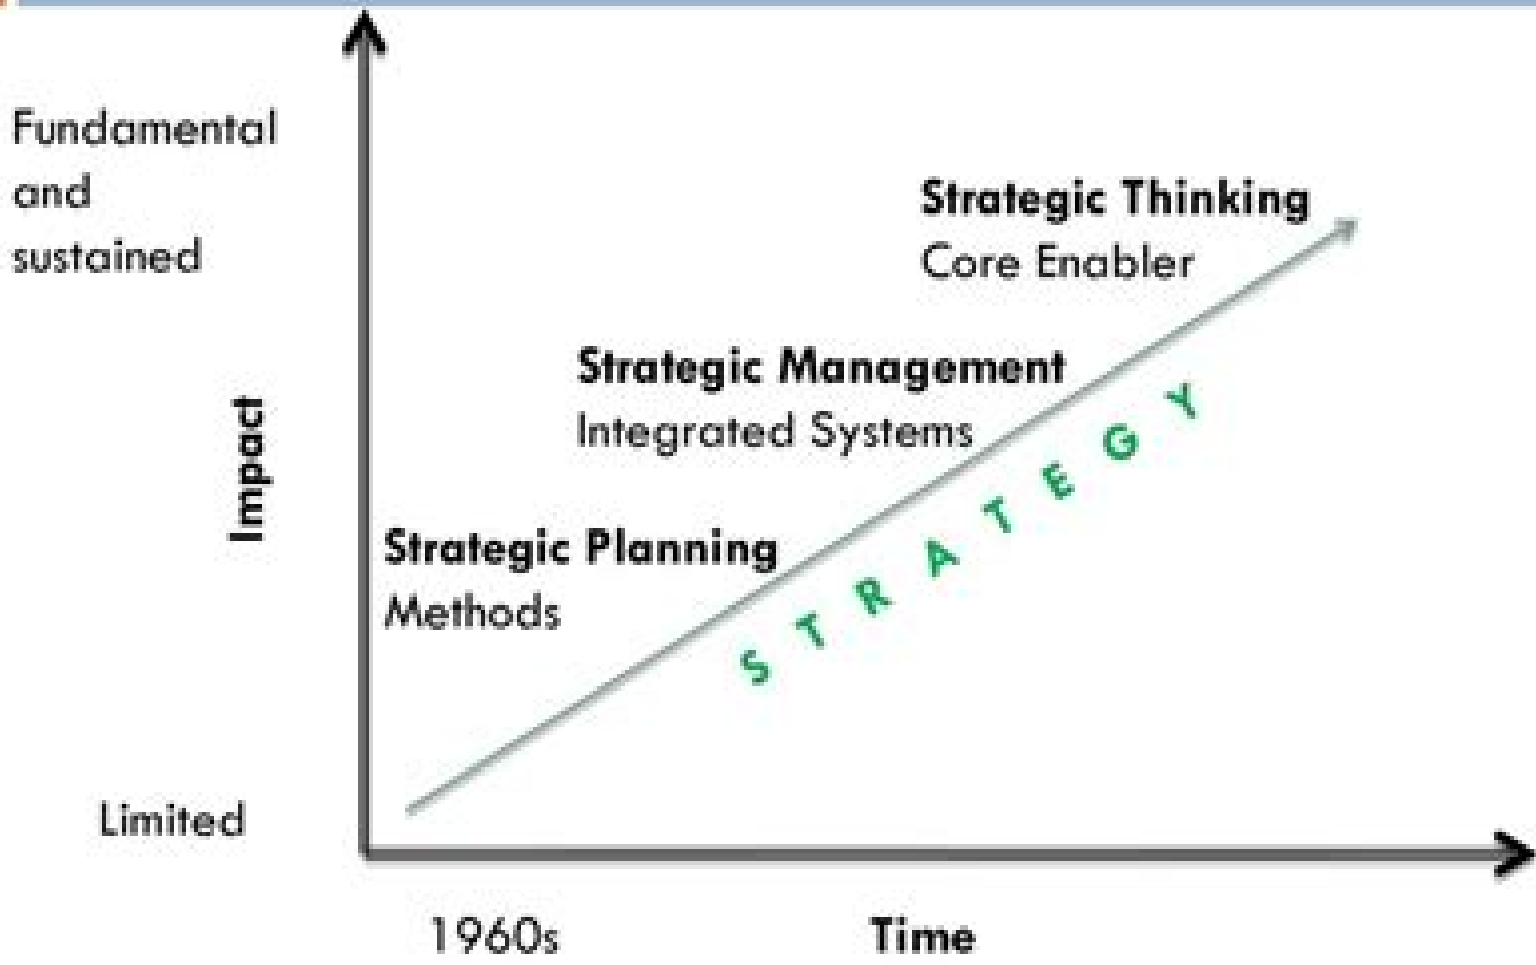 Fundamental
and
sustained
Strategic Thinking
Core Enabler
Strategic Management
Integrated Systems
Impact
Strategic Planning
Methods
STRATEGY
Limited
1960s
Time